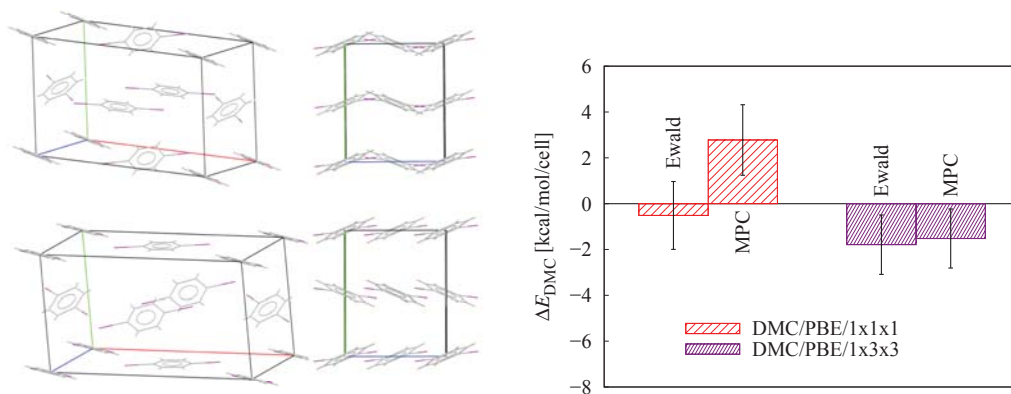 6
4
2
0
−2
−4
−6
−8
ΔE_DMC [kcal/mol/cell]
Ewald
MPC
Ewald
MPC
DMC/PBE/1x1x1
DMC/PBE/1x3x3